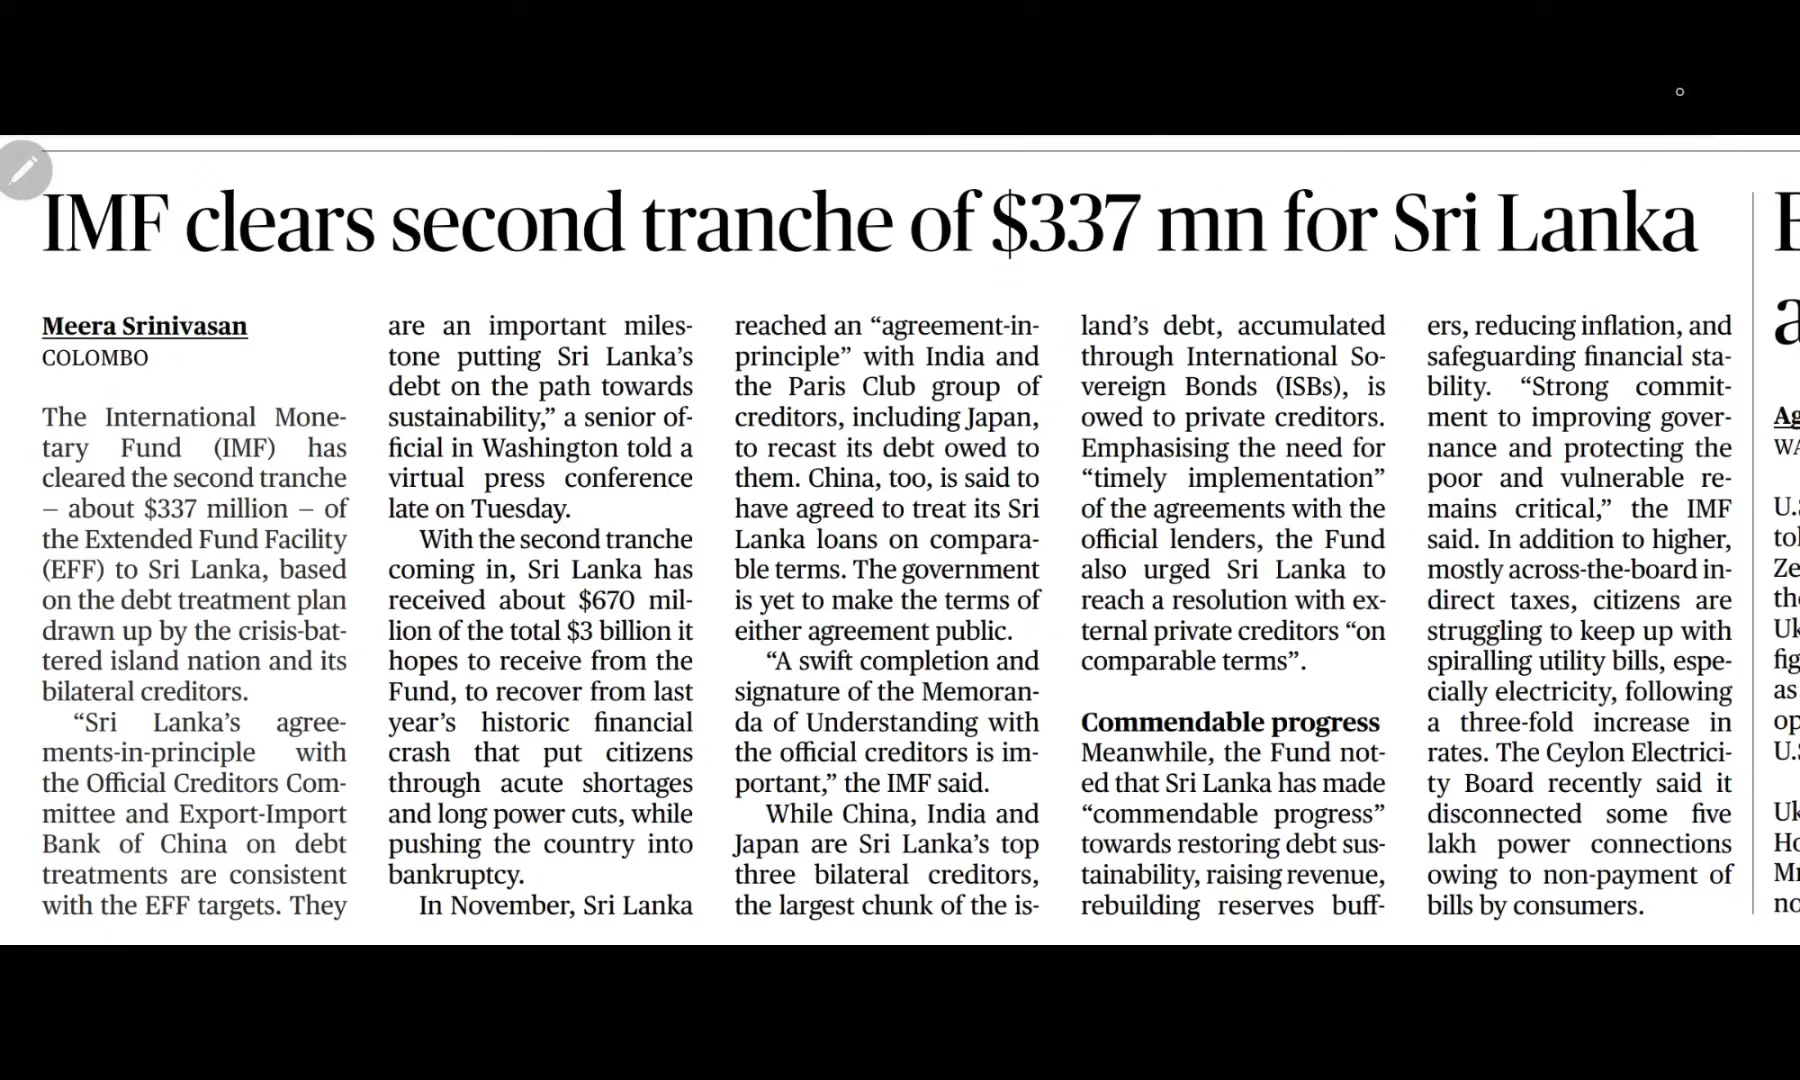 IMF clears second tranche of $337 mn for Sri Lanka
Meera Srinivasan
COLOMBO
The International Mone-
tary Fund (IMF) has
cleared the second tranche
– about $337 million – of
the Extended Fund Facility
(EFF) to Sri Lanka, based
on the debt treatment plan
drawn up by the crisis-bat-
tered island nation and its
bilateral creditors.
“Sri Lanka’s agree-
ments-in-principle with
the Official Creditors Com-
mittee and Export-Import
Bank of China on debt
treatments are consistent
with the EFF targets. They
are an important miles-
tone putting Sri Lanka’s
debt on the path towards
sustainability,” a senior of-
ficial in Washington told a
virtual press conference
late on Tuesday.
With the second tranche
coming in, Sri Lanka has
received about $670 mil-
lion of the total $3 billion it
hopes to receive from the
Fund, to recover from last
year’s historic financial
crash that put citizens
through acute shortages
and long power cuts, while
pushing the country into
bankruptcy.
In November, Sri Lanka
reached an “agreement-in-
principle” with India and
the Paris Club group of
creditors, including Japan,
to recast its debt owed to
them. China, too, is said to
have agreed to treat its Sri
Lanka loans on compara-
ble terms. The government
is yet to make the terms of
either agreement public.
“A swift completion and
signature of the Memoran-
da of Understanding with
the official creditors is im-
portant,” the IMF said.
While China, India and
Japan are Sri Lanka’s top
three bilateral creditors,
the largest chunk of the is-
land’s debt, accumulated
through International So-
vereign Bonds (ISBs), is
owed to private creditors.
Emphasising the need for
“timely implementation”
of the agreements with the
official lenders, the Fund
also urged Sri Lanka to
reach a resolution with ex-
ternal private creditors “on
comparable terms”.
Commendable progress
Meanwhile, the Fund not-
ed that Sri Lanka has made
“commendable progress”
towards restoring debt sus-
tainability, raising revenue,
rebuilding reserves buff-
ers, reducing inflation, and
safeguarding financial sta-
bility. “Strong commit-
ment to improving gover-
nance and protecting the
poor and vulnerable re-
mains critical,” the IMF
said. In addition to higher,
mostly across-the-board in-
direct taxes, citizens are
struggling to keep up with
spiralling utility bills, espe-
cially electricity, following
a three-fold increase in
rates. The Ceylon Electrici-
ty Board recently said it
disconnected some five
lakh power connections
owing to non-payment of
bills by consumers.